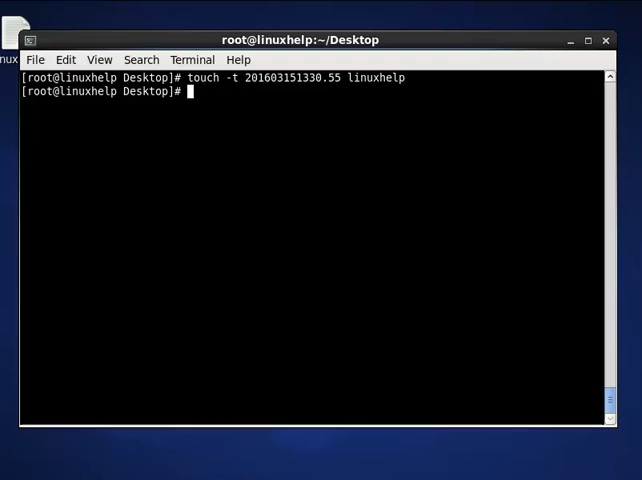 root@linuxhelp:~/Desktop
File Edit View Search Terminal Help
[root@linuxhelp Desktop]# touch -t 201603151330.55 linuxhelp
[root@linuxhelp Desktop]#